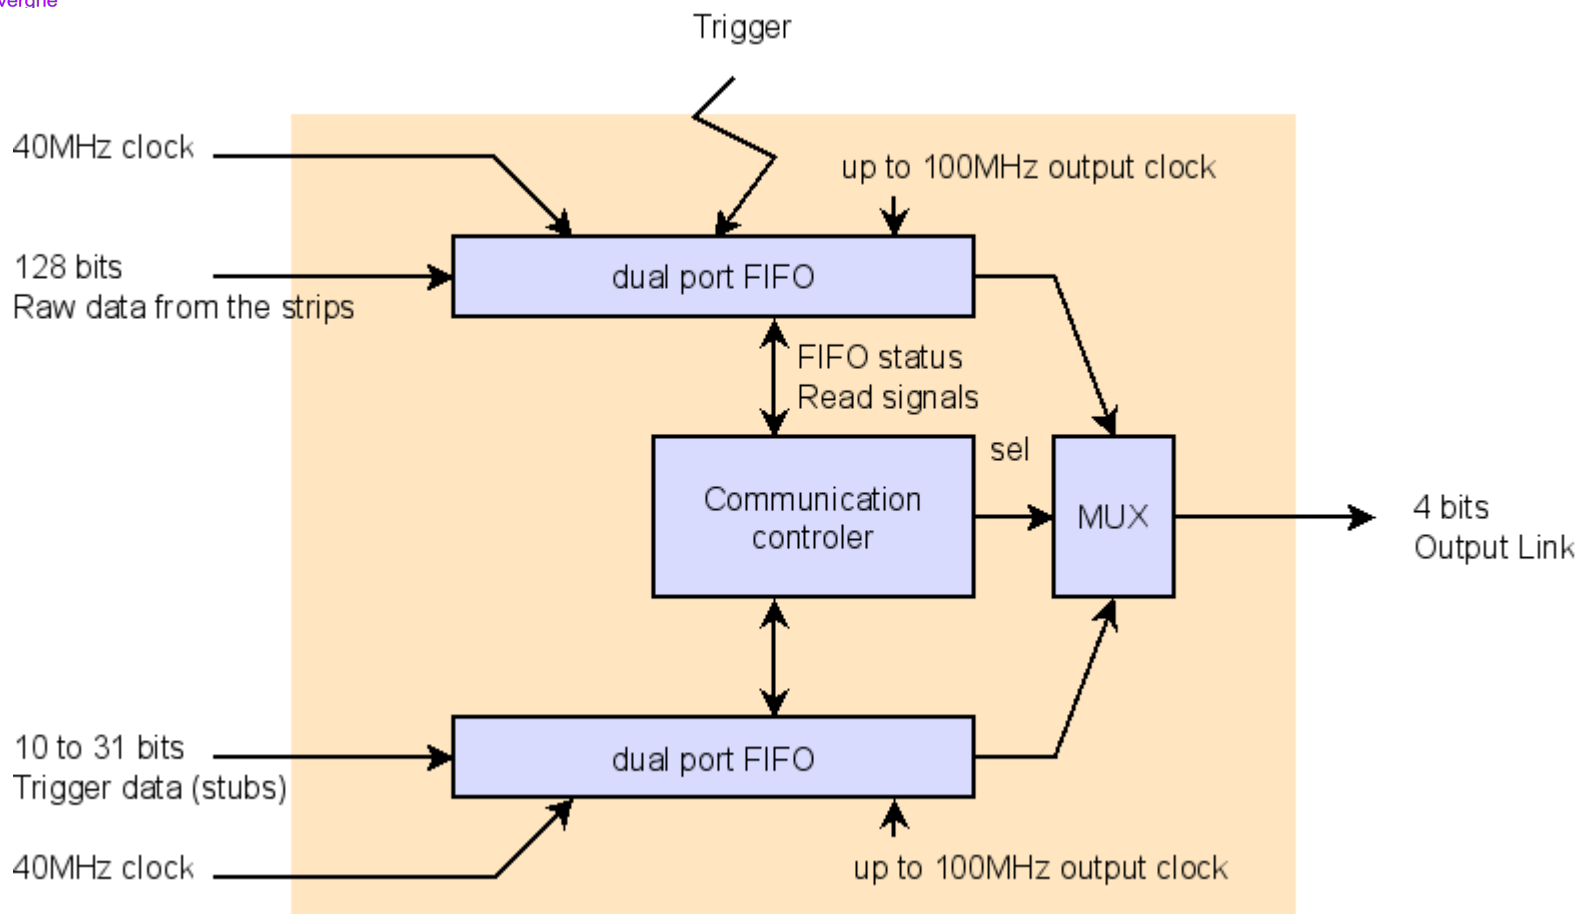 Trigger
40MHz clock
up to 100MHz output clock
128 bits
Raw data from the strips
dual port FIFO
FIFO status
Read signals
sel
Communication
controler
MUX
4 bits
Output Link
10 to 31 bits
Trigger data (stubs)
dual port FIFO
40MHz clock
up to 100MHz output clock